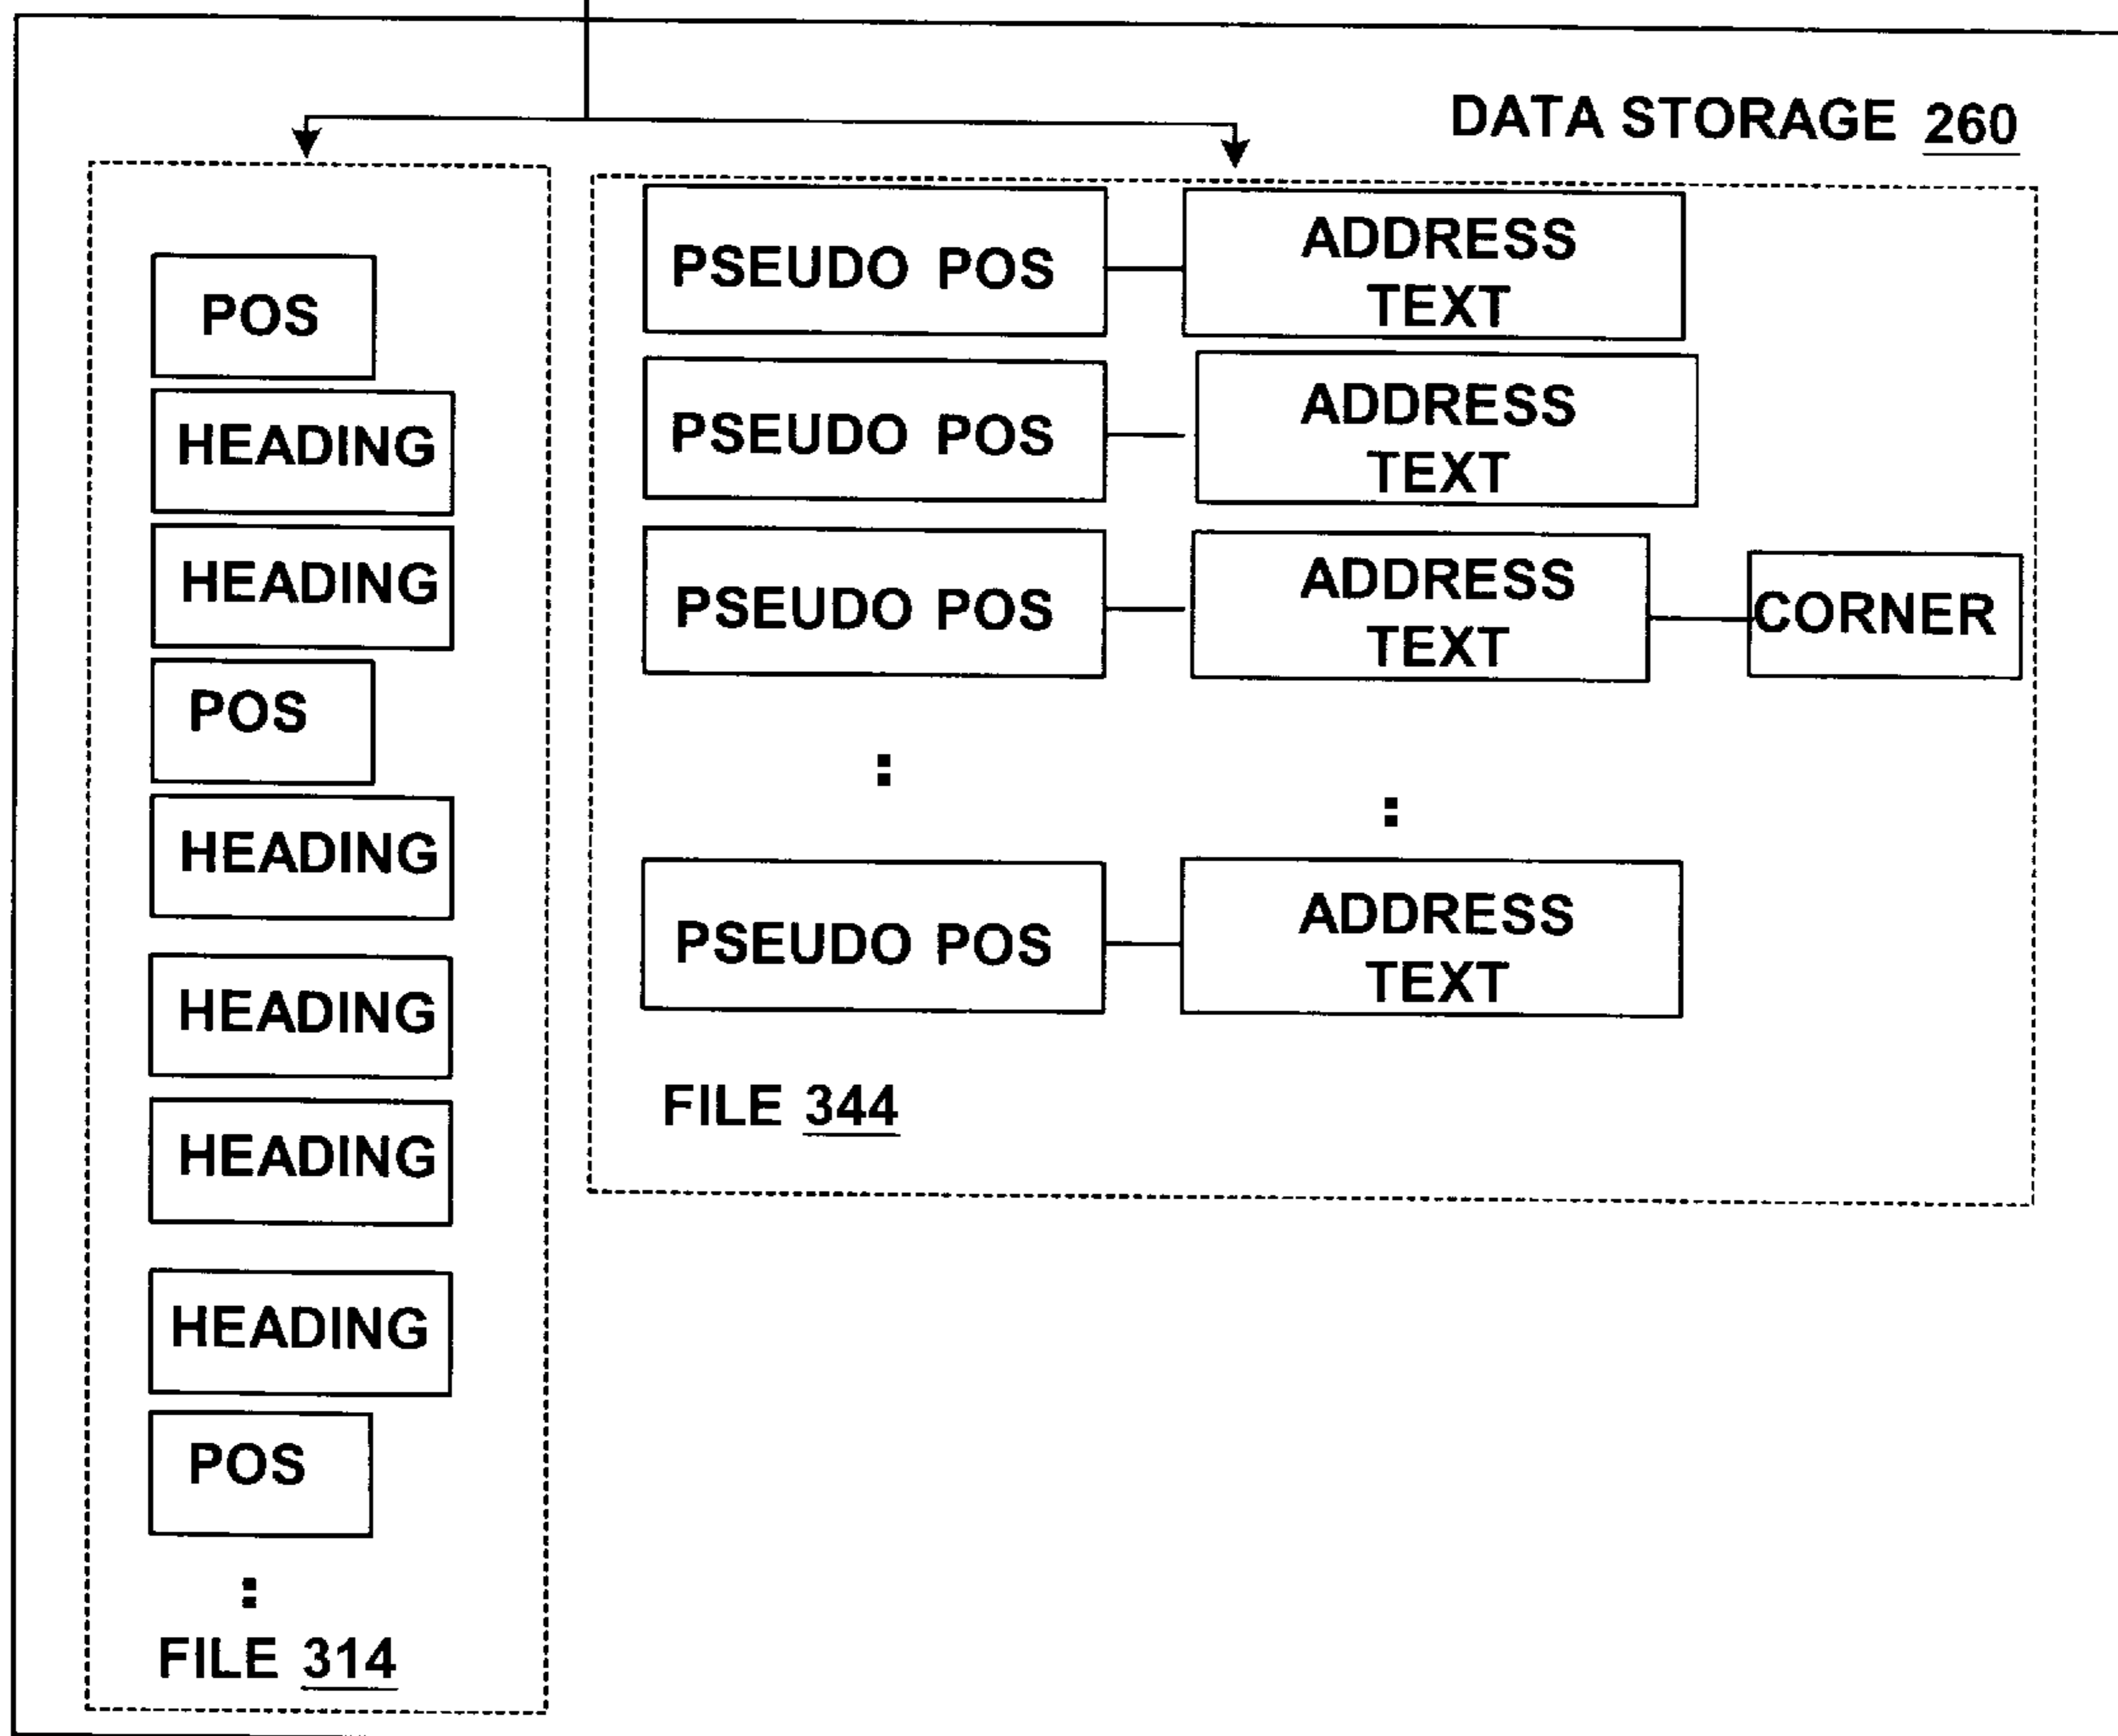 DATA STORAGE 260
POS
HEADING
HEADING
POS
HEADING
HEADING
HEADING
HEADING
POS
:
FILE 314
PSEUDO POS
ADDRESS
TEXT
PSEUDO POS
ADDRESS
TEXT
PSEUDO POS
ADDRESS
TEXT
CORNER
:
:
PSEUDO POS
ADDRESS
TEXT
FILE 344